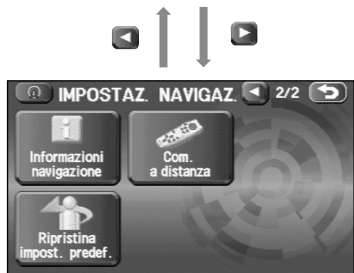 IMPOSTAZ. NAVIGAZ. 2/2
Informazioni
navigazione
Com.
a distanza
Ripristina
impost. predef.